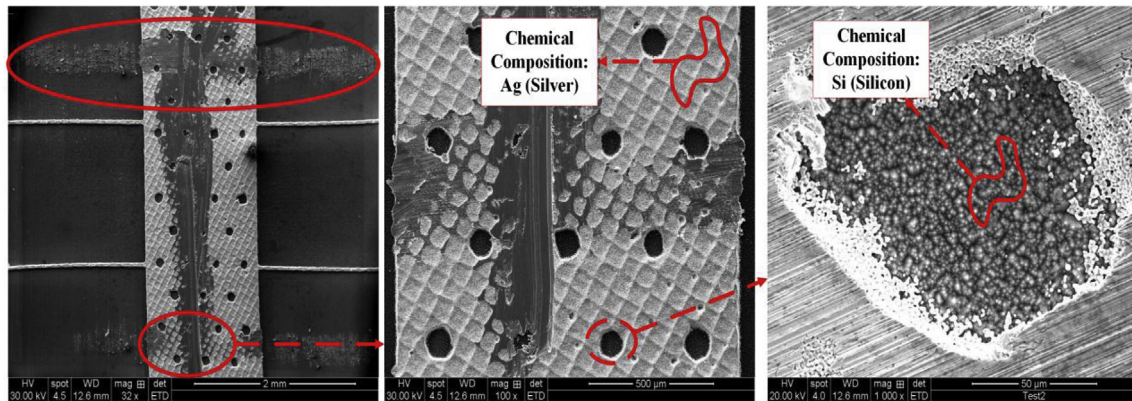 Chemical
Composition:
Ag (Silver)
Chemical
Composition:
Si (Silicon)
HV spot WD mag ⊞ det
30.00 kV 4.5 12.6 mm 32 x ETD
2 mm
HV spot WD mag ⊞ det
30.00 kV 4.5 12.6 mm 100 x ETD
500 µm
HV spot WD mag ⊞ det
20.00 kV 4.0 12.6 mm 1 000 x ETD
50 µm
Test2